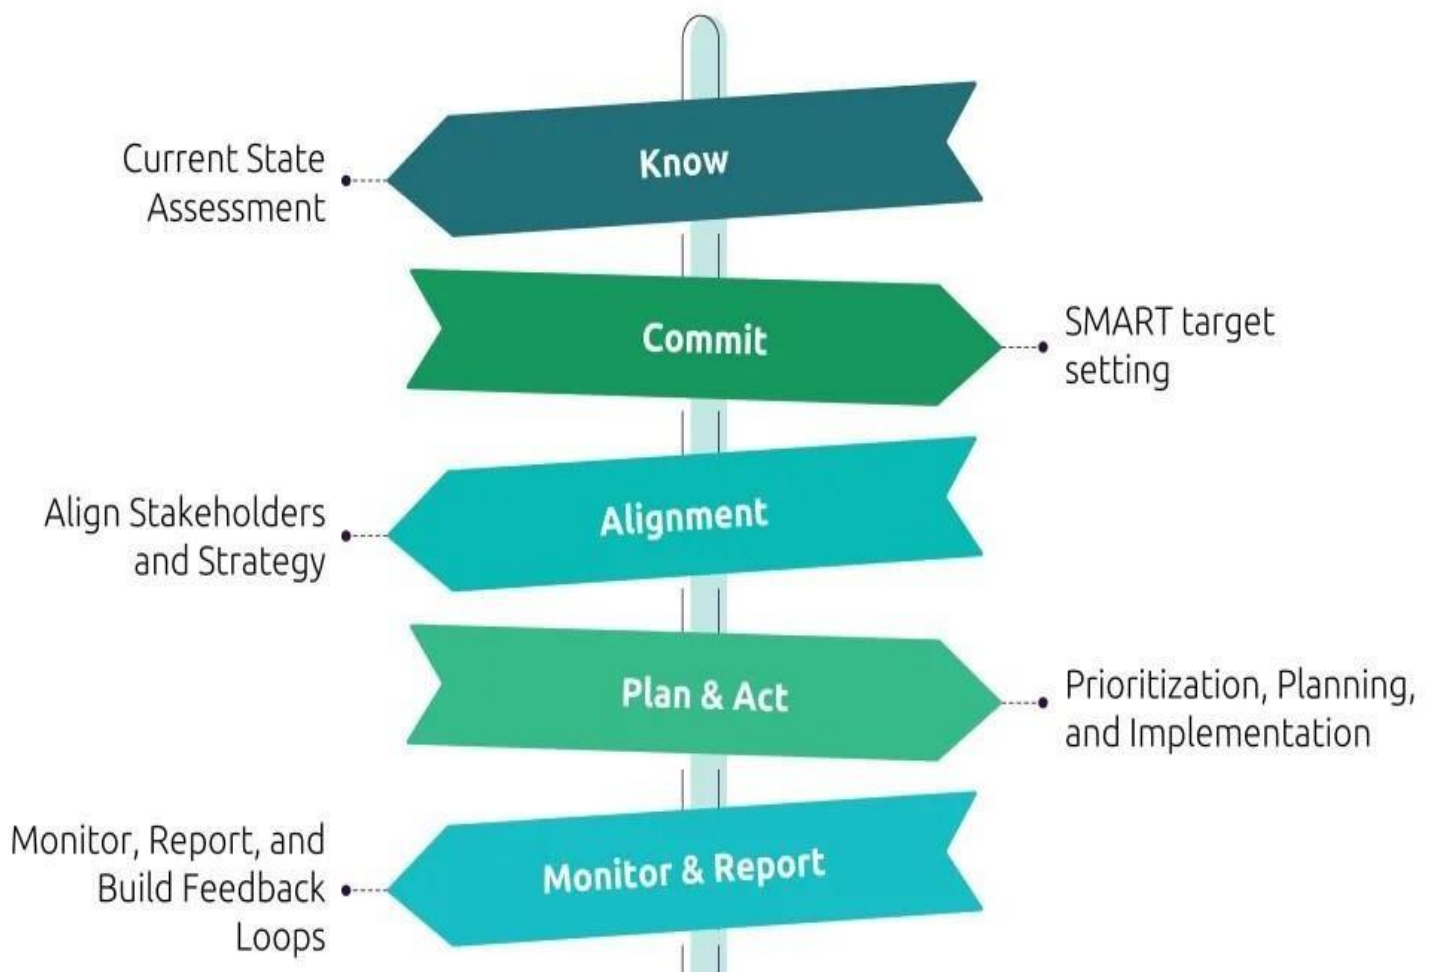 Know
Current State
Assessment
Commit
SMART target
setting
Alignment
Align Stakeholders
and Strategy
Plan & Act
Prioritization, Planning,
and Implementation
Monitor & Report
Monitor, Report, and
Build Feedback
Loops